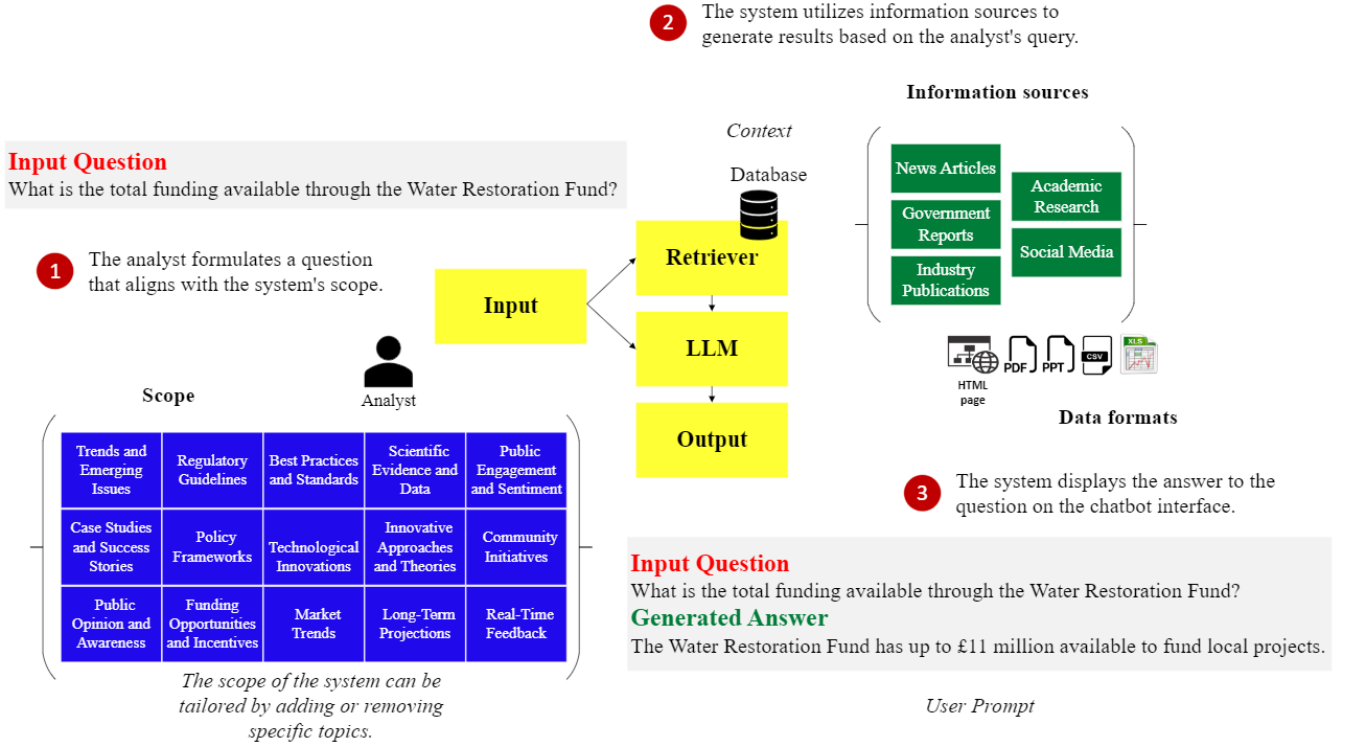 2
The system utilizes information sources to
generate results based on the analyst's query.
Information sources
Context
Input Question
What is the total funding available through the Water Restoration Fund?
Database
News Articles
Government
Reports
Industry
Publications
Academic
Research
Social Media
1
The analyst formulates a question
that aligns with the system's scope.
Input
Retriever
LLM
Output
Analyst
HTML
page
PDF
PPT
CSV
XLS
Data formats
Scope
Trends and
Emerging
Issues
Regulatory
Guidelines
Best Practices
and Standards
Scientific
Evidence and
Data
Public
Engagement
and Sentiment
Case Studies
and Success
Stories
Policy
Frameworks
Technological
Innovations
Innovative
Approaches
and Theories
Community
Initiatives
Public
Opinion and
Awareness
Funding
Opportunities
and Incentives
Market
Trends
Long-Term
Projections
Real-Time
Feedback
The scope of the system can be
tailored by adding or removing
specific topics.
3
The system displays the answer to the
question on the chatbot interface.
Input Question
What is the total funding available through the Water Restoration Fund?
Generated Answer
The Water Restoration Fund has up to £11 million available to fund local projects.
User Prompt